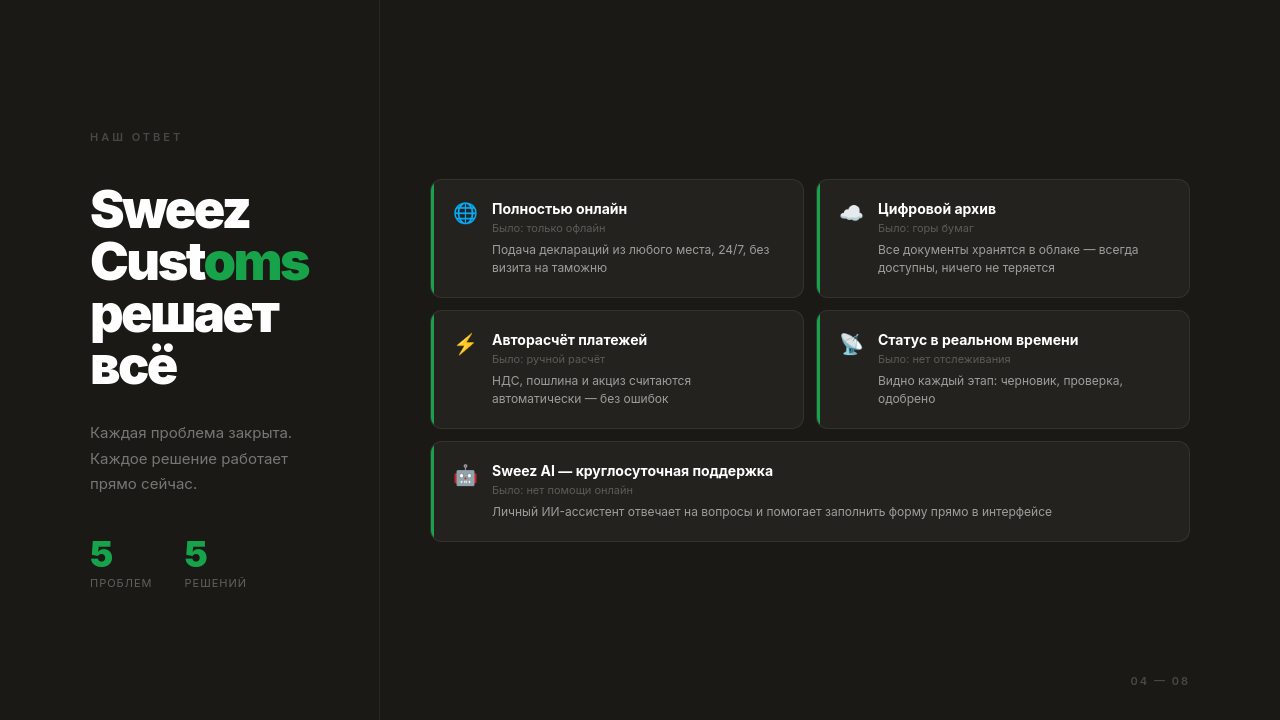 НАШ ОТВЕТ
Sweez
Customs
решает
всё
Каждая проблема закрыта.
Каждое решение работает
прямо сейчас.
5
ПРОБЛЕМ
5
РЕШЕНИЙ
Полностью онлайн
Было: только офлайн
Подача деклараций из любого места, 24/7, без
визита на таможню
Цифровой архив
Было: горы бумаг
Все документы хранятся в облаке — всегда
доступны, ничего не теряется
Авторасчёт платежей
Было: ручной расчёт
НДС, пошлина и акциз считаются
автоматически — без ошибок
Статус в реальном времени
Было: нет отслеживания
Видно каждый этап: черновик, проверка,
одобрено
Sweez AI — круглосуточная поддержка
Было: нет помощи онлайн
Личный ИИ-ассистент отвечает на вопросы и помогает заполнить форму прямо в интерфейсе
04 — 08